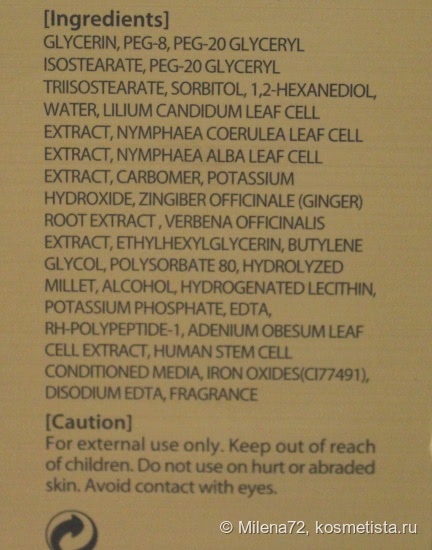 [Ingredients]
GLYCERIN, PEG-8, PEG-20 GLYCERYL
ISOSTEARATE, PEG-20 GLYCERYL
TRIISOSTEARATE, SORBITOL, 1,2-HEXANEDIOL,
WATER, LILIUM CANDIDUM LEAF CELL
EXTRACT, NYMPHAEA COERULEA LEAF CELL
EXTRACT, NYMPHAEA ALBA LEAF CELL
EXTRACT, CARBOMER, POTASSIUM
HYDROXIDE, ZINGIBER OFFICINALE (GINGER)
ROOT EXTRACT , VERBENA OFFICINALIS
EXTRACT, ETHYLHEXYLGLYCERIN, BUTYLENE
GLYCOL, POLYSORBATE 80, HYDROLYZED
MILLET, ALCOHOL, HYDROGENATED LECITHIN,
POTASSIUM PHOSPHATE, EDTA,
RH-POLYPEPTIDE-1, ADENIUM OBESUM LEAF
CELL EXTRACT, HUMAN STEM CELL
CONDITIONED MEDIA, IRON OXIDES(CI77491),
DISODIUM EDTA, FRAGRANCE
[Caution]
For external use only. Keep out of reach
of children. Do not use on hurt or abraded
skin. Avoid contact with eyes.
© Milena72, kosmetista.ru